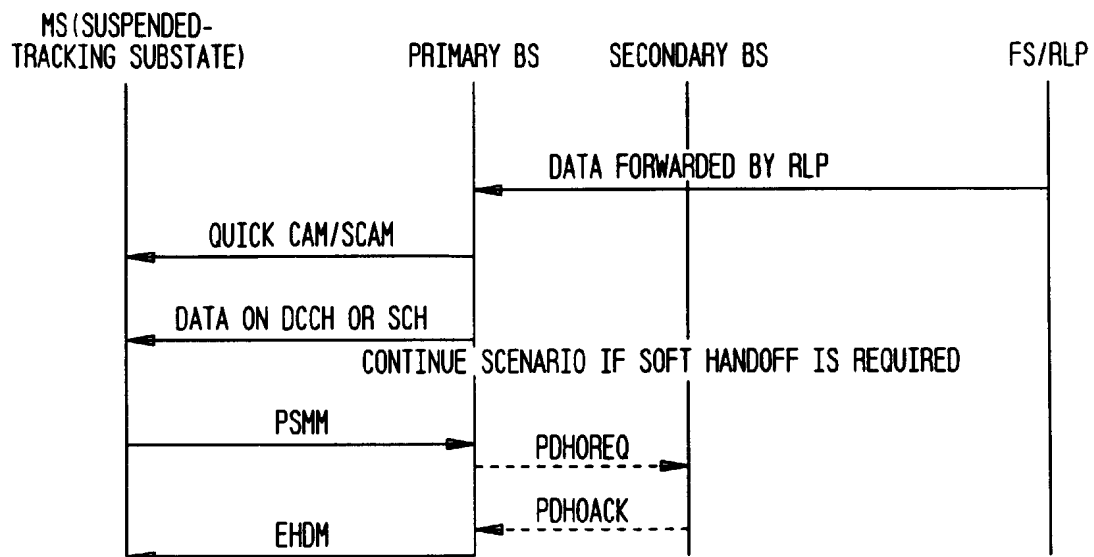 MS(SUSPENDED-
TRACKING SUBSTATE)
PRIMARY BS
SECONDARY BS
FS/RLP
DATA FORWARDED BY RLP
QUICK CAM/SCAM
DATA ON DCCH OR SCH
CONTINUE SCENARIO IF SOFT HANDOFF IS REQUIRED
PSMM
PDHOREQ
PDHOACK
EHDM